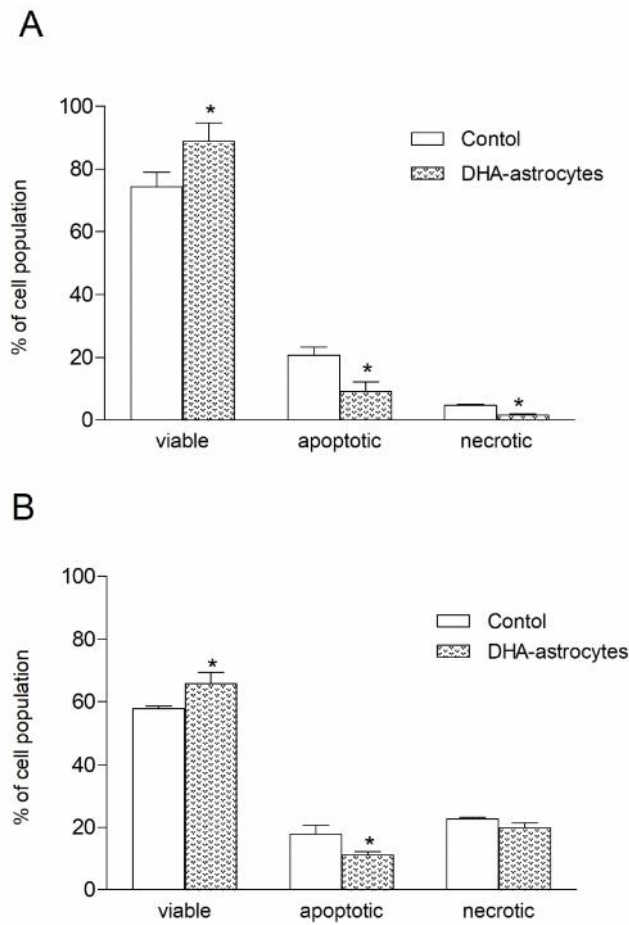 A
% of cell population
100
80
60
40
20
0
*
*
*
Contol
DHA-astrocytes
viable
apoptotic
necrotic
B
% of cell population
100
80
60
40
20
0
*
*
Contol
DHA-astrocytes
viable
apoptotic
necrotic